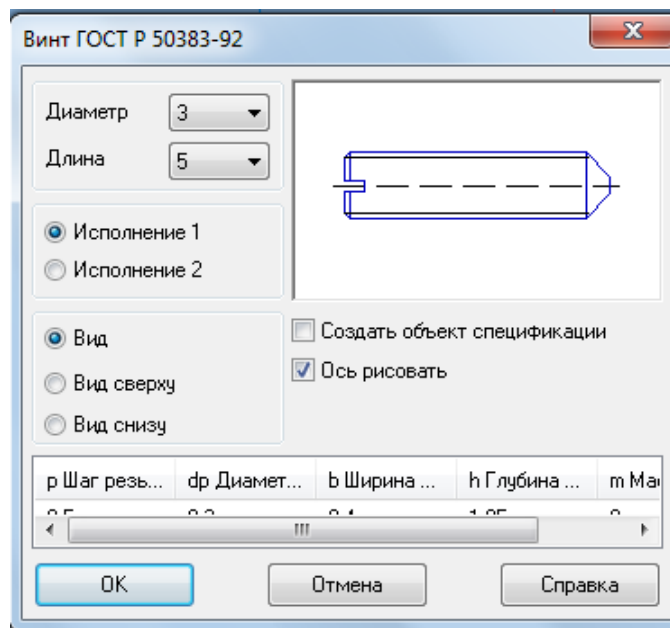 Винт ГОСТ Р 50383-92
Диаметр 3
Длина 5
Исполнение 1
Исполнение 2
Вид
Вид сверху
Вид снизу
Создать объект спецификации
Ось рисовать
p Шаг резь... dp Диамет... b Ширина ... h Глубина ... m Ма
OK Отмена Справка